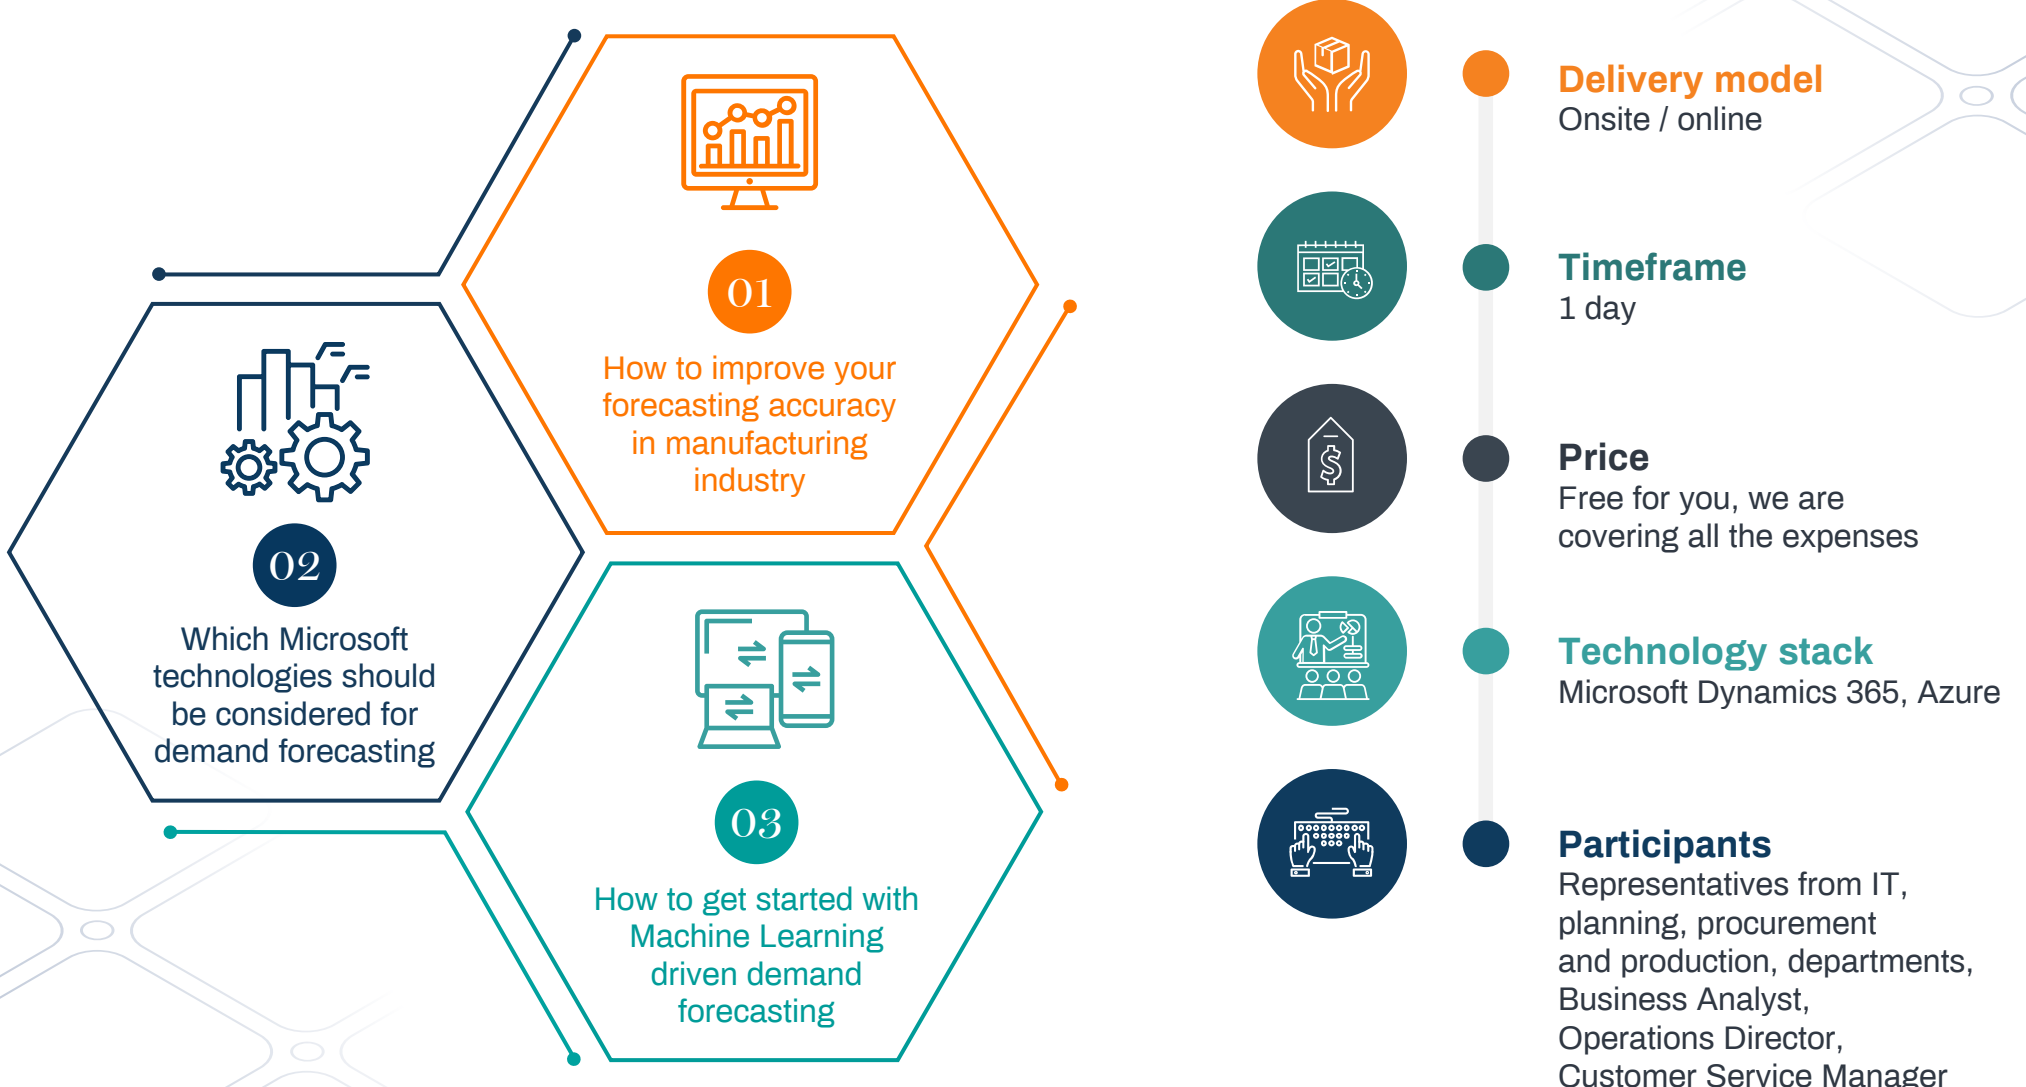 01
How to improve your
forecasting accuracy
in manufacturing
industry
02
Which Microsoft
technologies should
be considered for
demand forecasting
03
How to get started with
Machine Learning
driven demand
forecasting
Delivery model
Onsite / online
Timeframe
1 day
Price
Free for you, we are
covering all the expenses
Technology stack
Microsoft Dynamics 365, Azure
Participants
Representatives from IT,
planning, procurement
and production, departments,
Business Analyst,
Operations Director,
Customer Service Manager